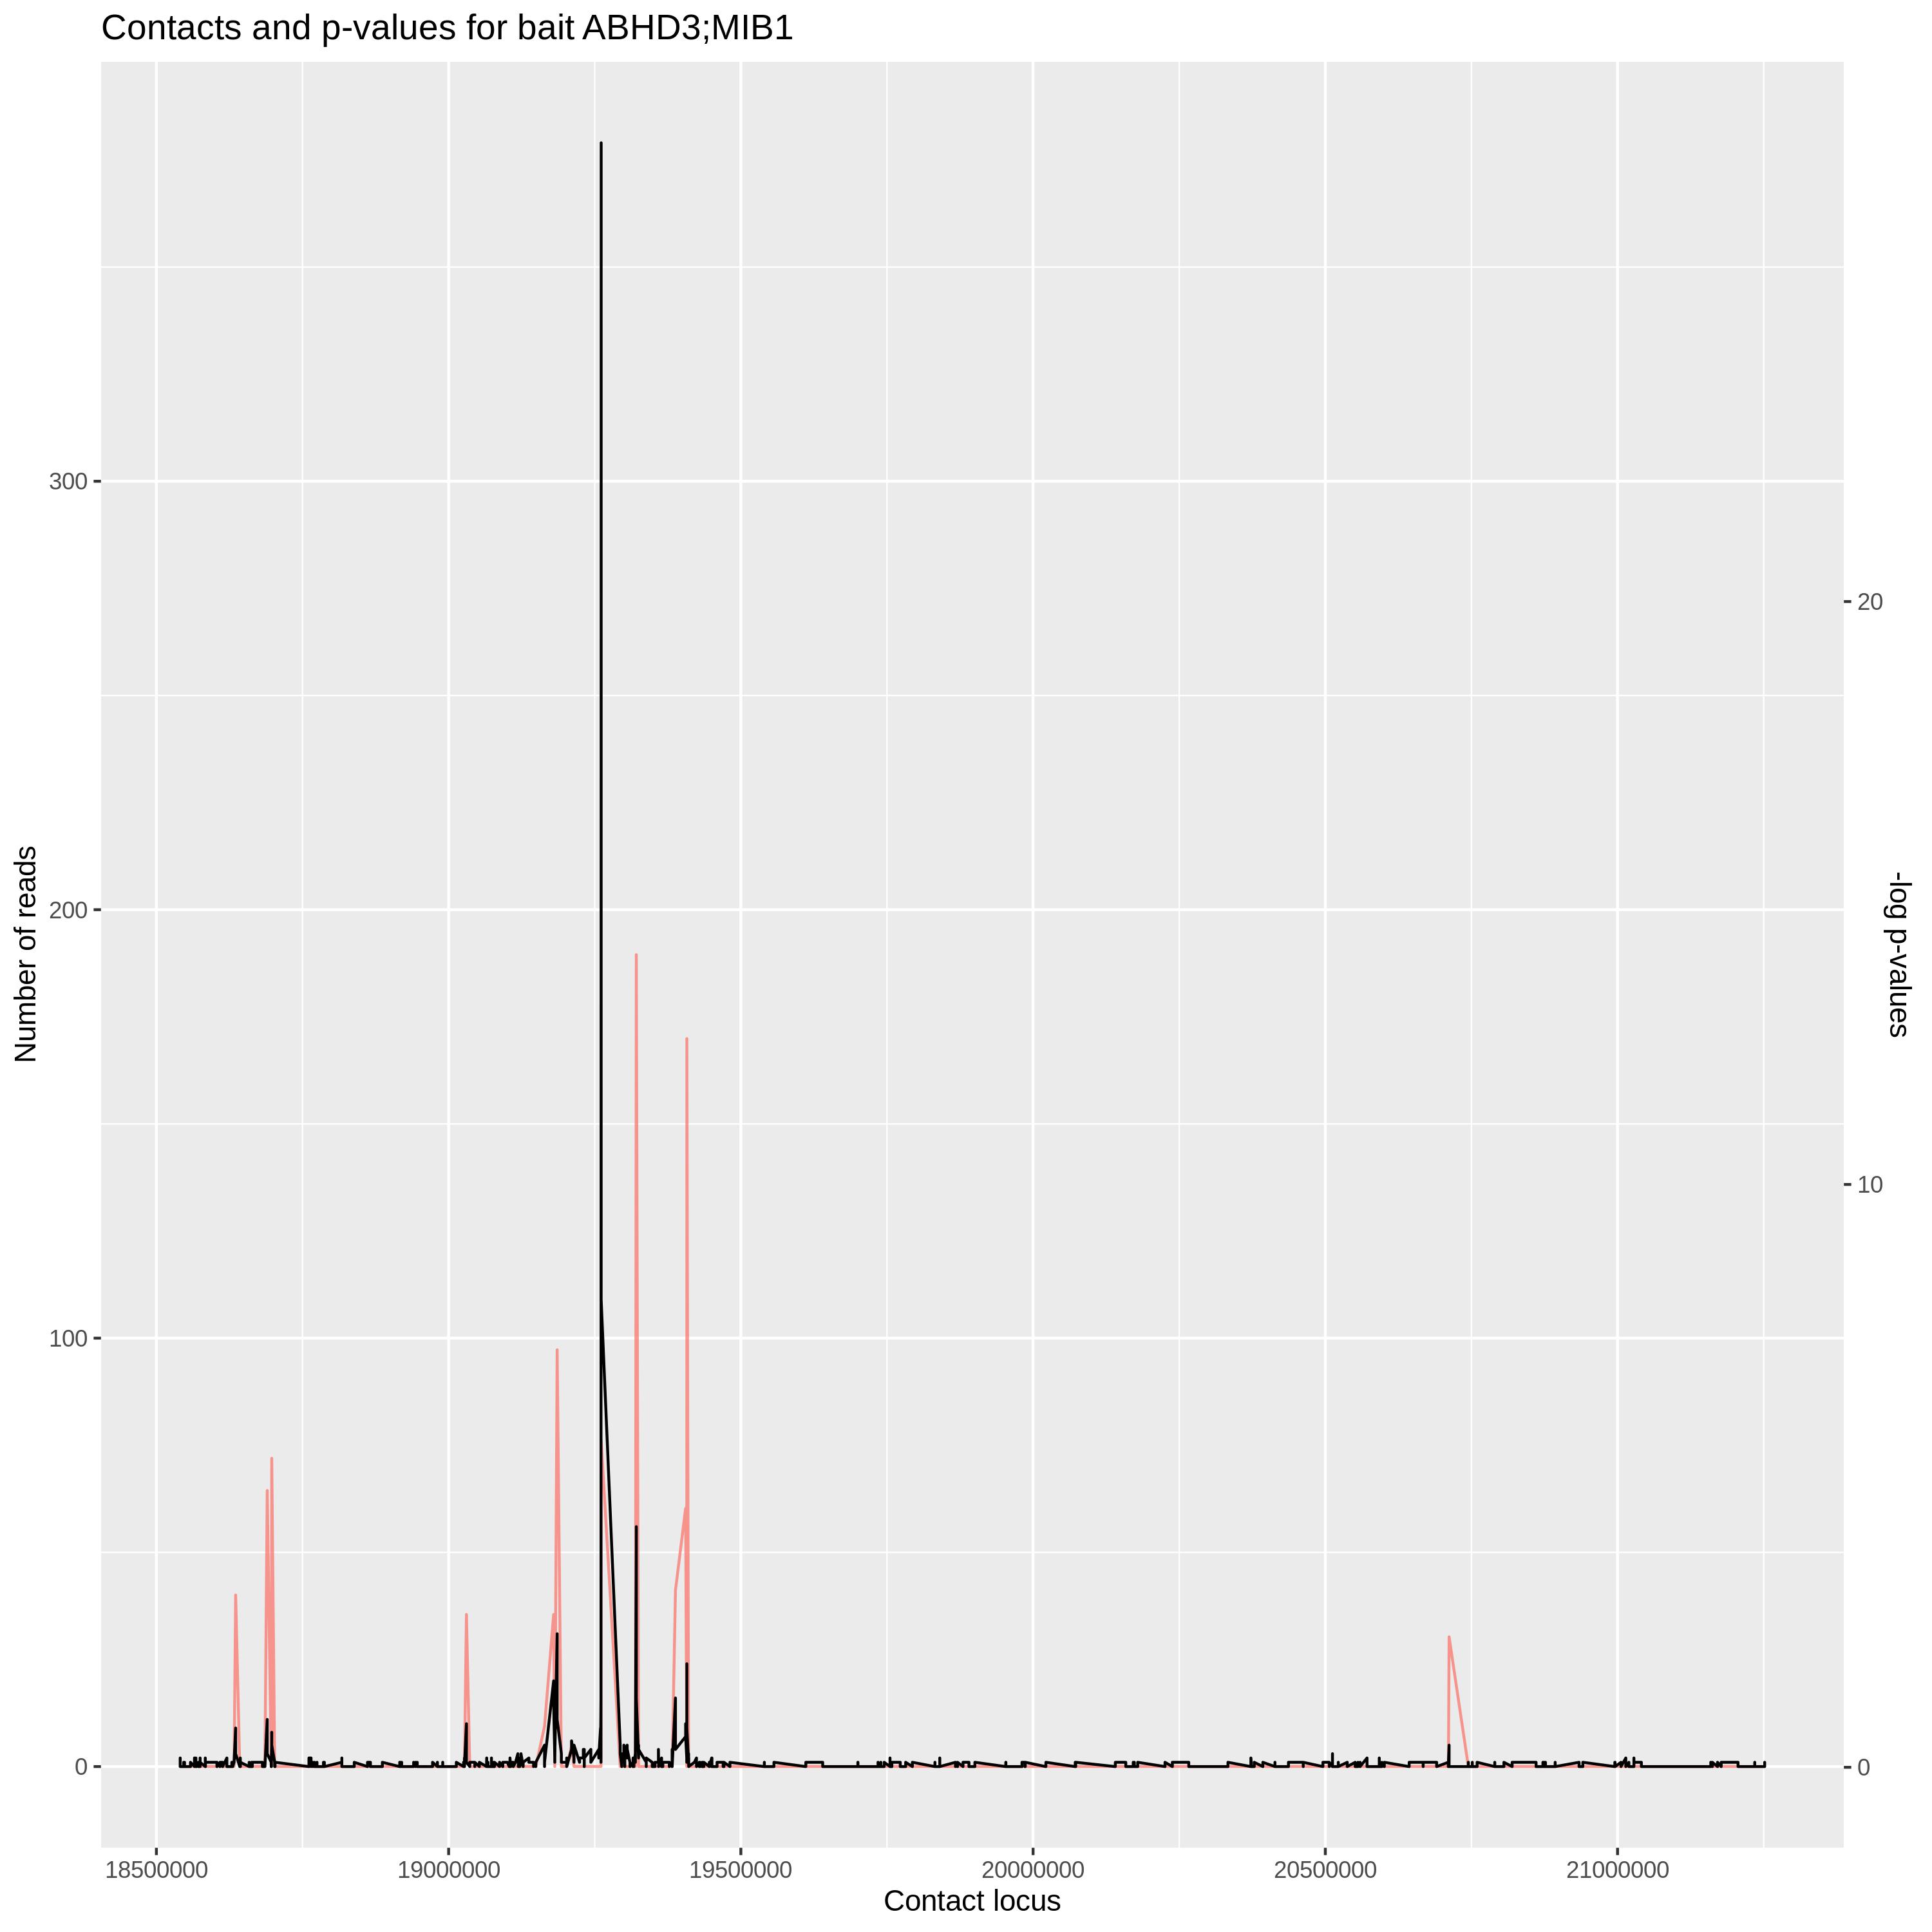 Contacts and p-values for bait ABHD3;MIB1
300
200
100
0
Number of reads
20
10
0
-log p-values
18500000 19000000 19500000 20000000 20500000 21000000
Contact locus